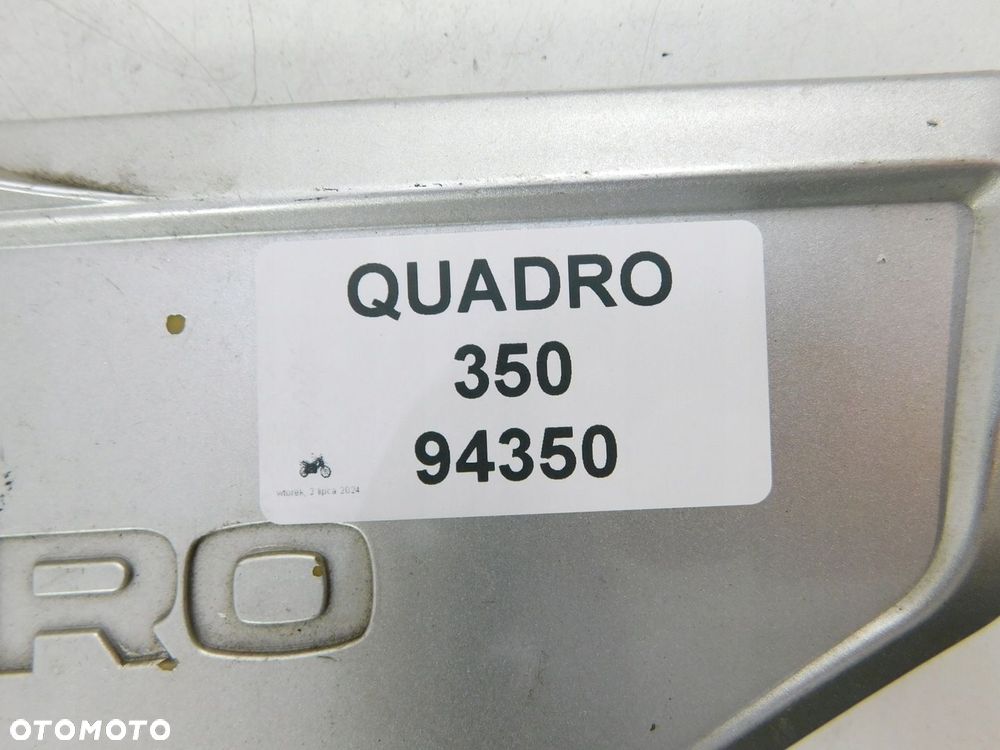 QUADRO
350
94350
wtorek, 2 lipca 2024
RO
OTOMOTO